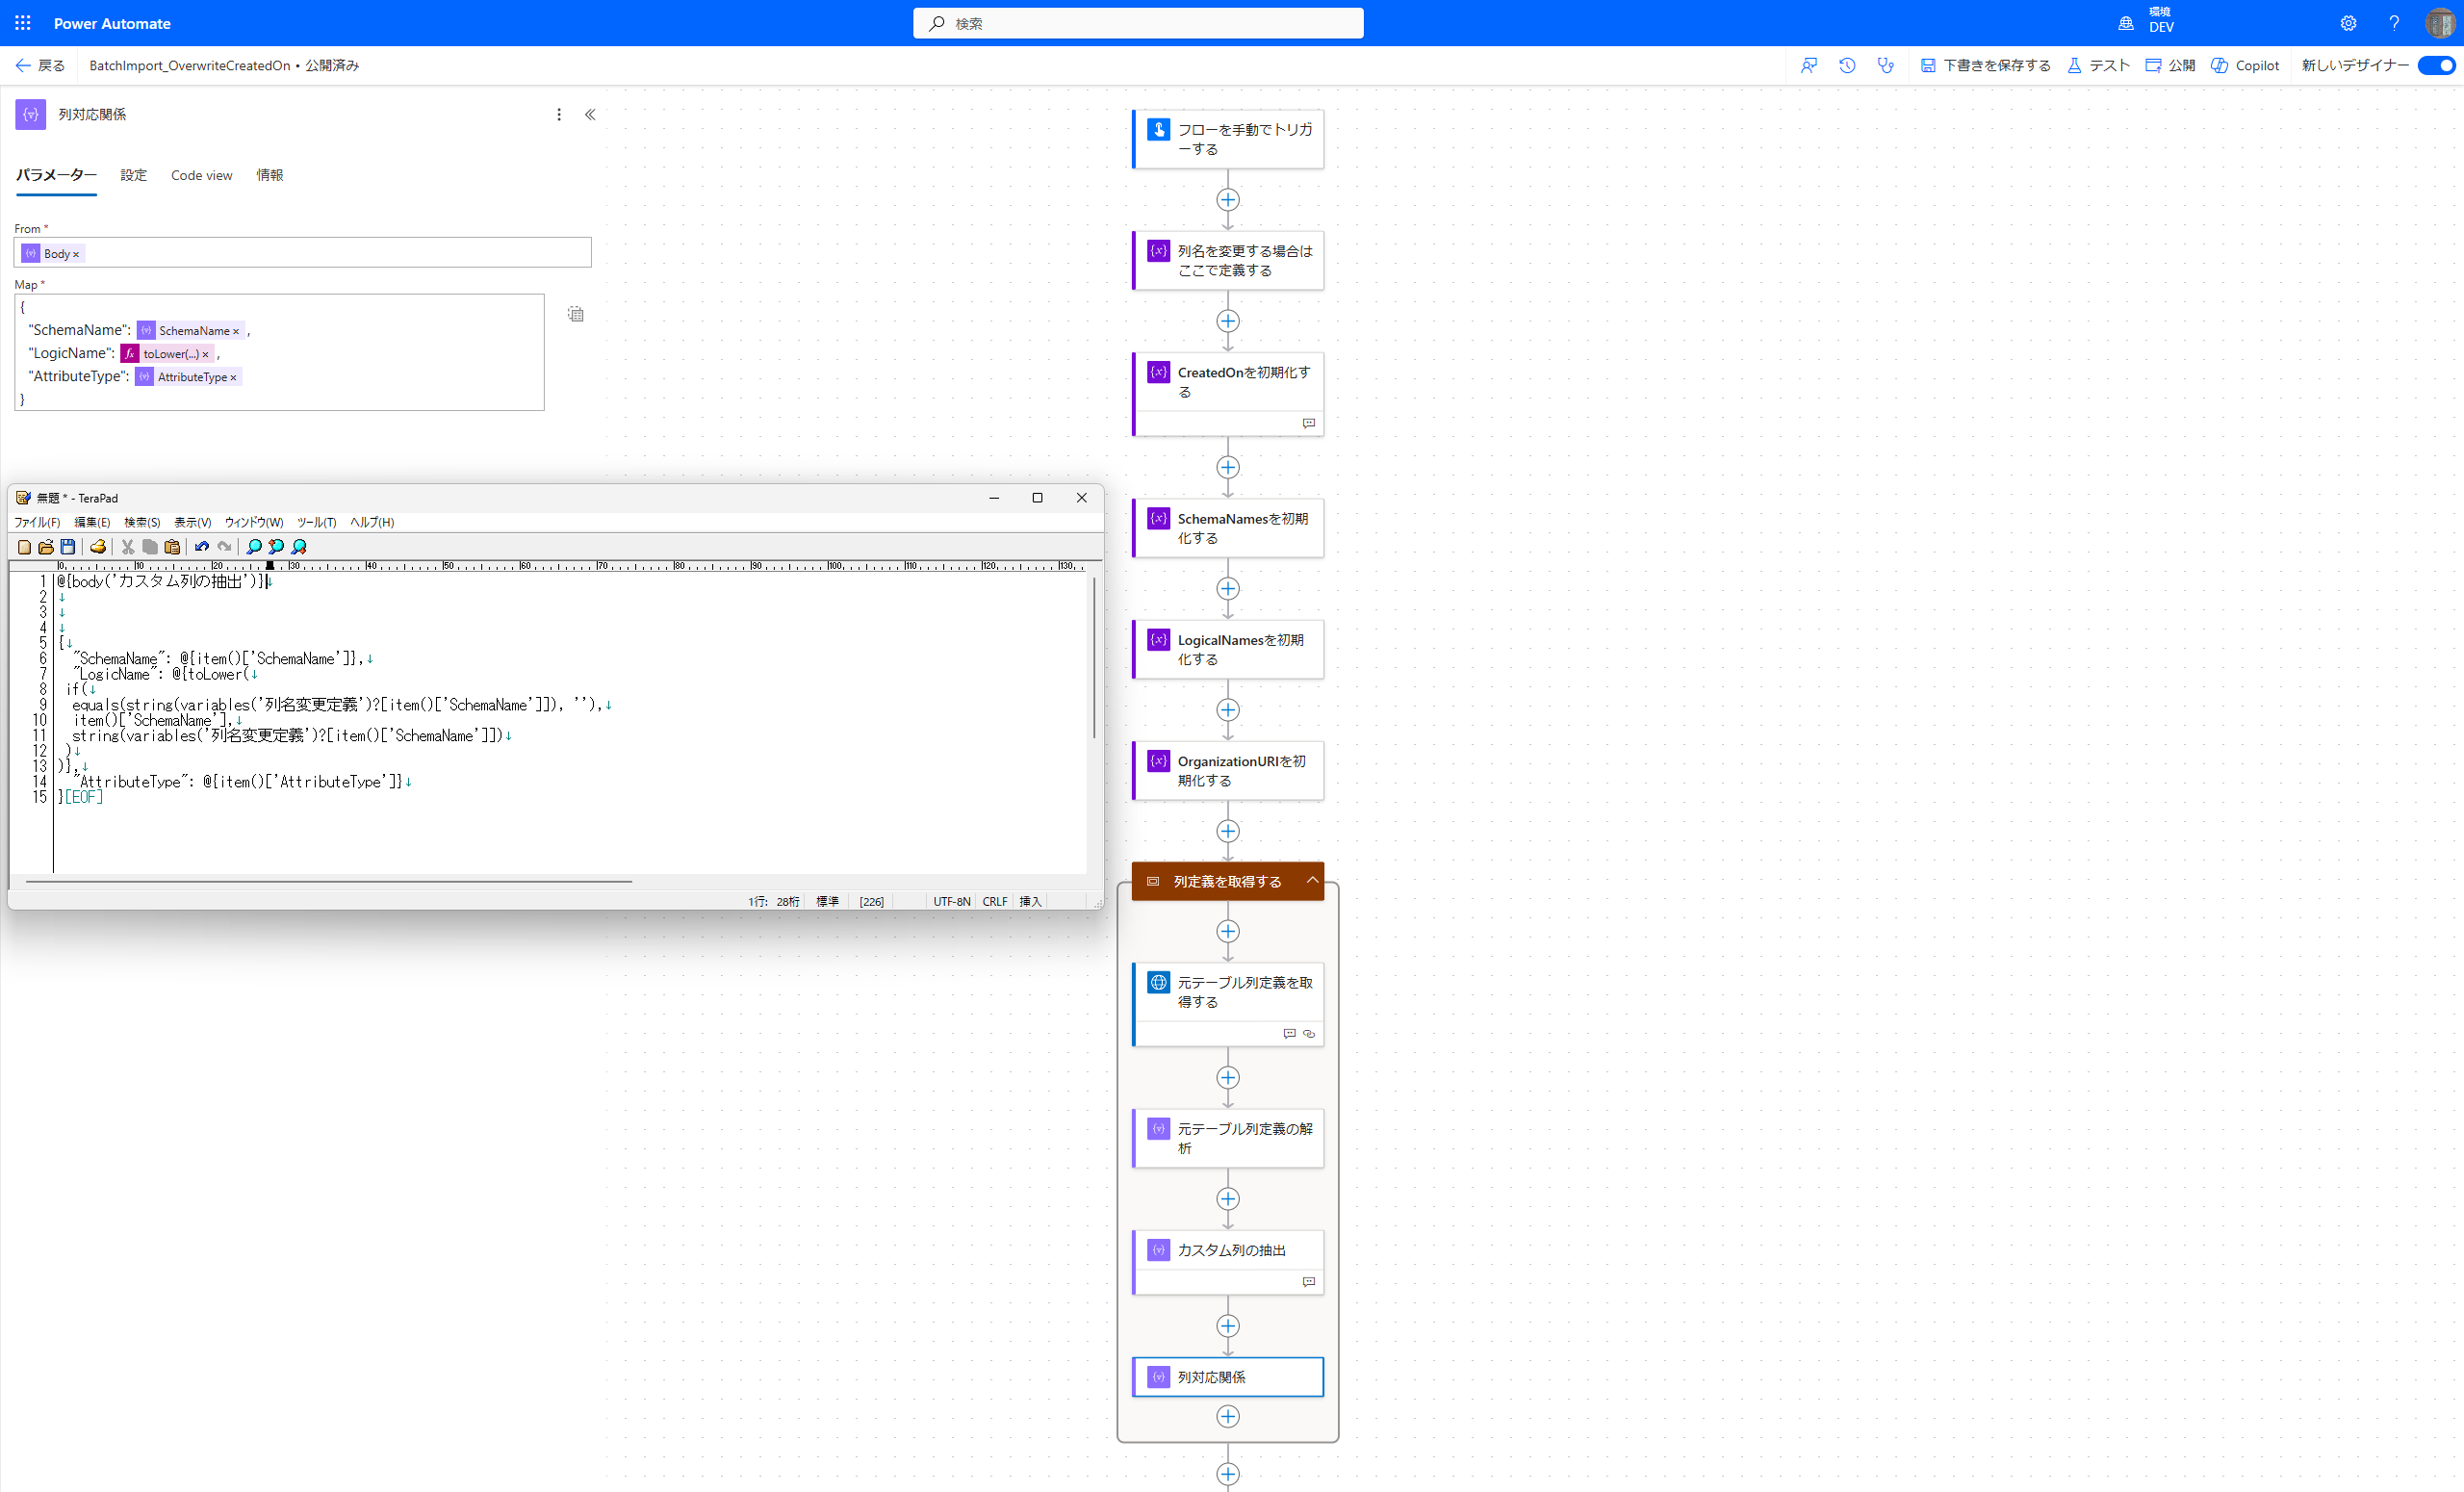 Power Automate
検索
環境
DEV
戻る
BatchImport_OverwriteCreatedOn • 公開済み
下書きを保存する
テスト
公開
Copilot
新しいデザイナー
列対応関係
パラメーター
設定
Code view
情報
From *
Body ×
Map *
{
"SchemaName": SchemaName × ,
"LogicName": fx toLower(...) × ,
"AttributeType": AttributeType ×
}
無題 * - TeraPad
ファイル(F) 編集(E) 検索(S) 表示(V) ウィンドウ(W) ツール(T) ヘルプ(H)
0 10 20 30 40 50 60 70 80 90 100 110 120 130
1 @{body('カスタム列の抽出')}↓
2 ↓
3 ↓
4 ↓
5 {↓
6 "SchemaName": @{item()['SchemaName']},↓
7 "LogicName": @{toLower(↓
8 if(↓
9 equals(string(variables('列名変更定義')?[item()['SchemaName']]), ''),↓
10 item()['SchemaName'],↓
11 string(variables('列名変更定義')?[item()['SchemaName']])↓
12 )↓
13 )},↓
14 "AttributeType": @{item()['AttributeType']}↓
15 }[EOF]
1行: 28桁 標準 [226] UTF-8N CRLF 挿入
フローを手動でトリガ
ーする
列名を変更する場合は
ここで定義する
CreatedOnを初期化す
る
SchemaNamesを初期
化する
LogicalNamesを初期
化する
OrganizationURIを初
期化する
列定義を取得する
元テーブル列定義を取
得する
元テーブル列定義の解
析
カスタム列の抽出
列対応関係